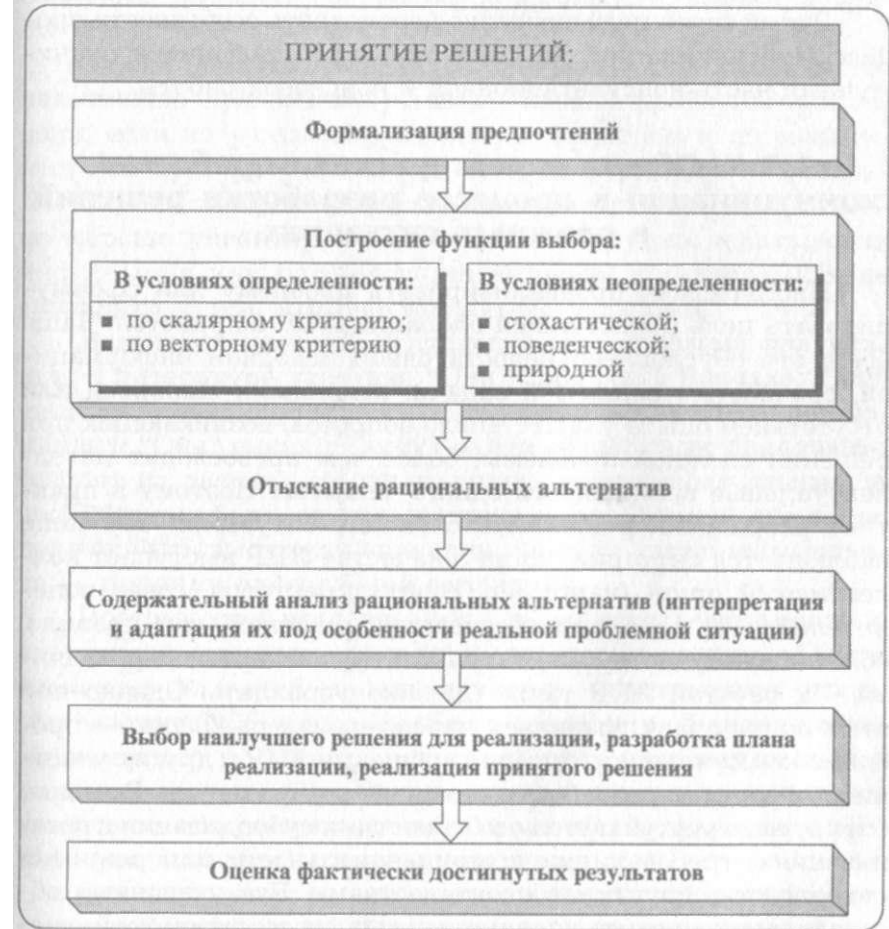 ПРИНЯТИЕ РЕШЕНИЙ:
Формализация предпочтений
Построение функции выбора:
В условиях определенности:
■ по скалярному критерию;
■ по векторному критерию
В условиях неопределенности:
■ стохастической;
■ поведенческой;
■ природной
Отыскание рациональных альтернатив
Содержательный анализ рациональных альтернатив (интерпретация
и адаптация их под особенности реальной проблемной ситуации)
Выбор наилучшего решения для реализации, разработка плана
реализации, реализация принятого решения
Оценка фактически достигнутых результатов